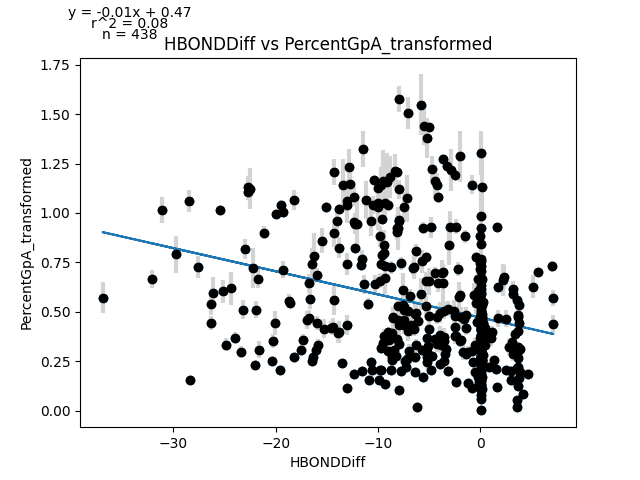 y = -0.01x + 0.47
r^2 = 0.08
n = 438
HBONDDiff vs PercentGpA_transformed
1.75
1.50
1.25
1.00
0.75
0.50
0.25
0.00
PercentGpA_transformed
−30
−20
−10
0
HBONDDiff